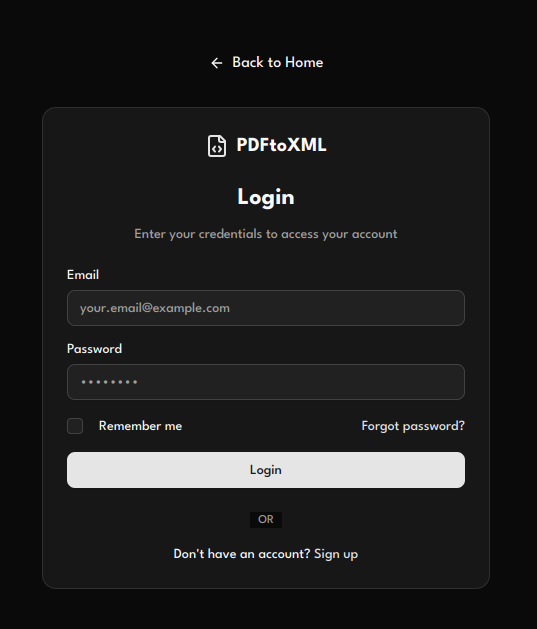 Back to Home
PDFtoXML
Login
Enter your credentials to access your account
Email
your.email@example.com
Password
••••••••
Remember me
Forgot password?
Login
OR
Don't have an account? Sign up